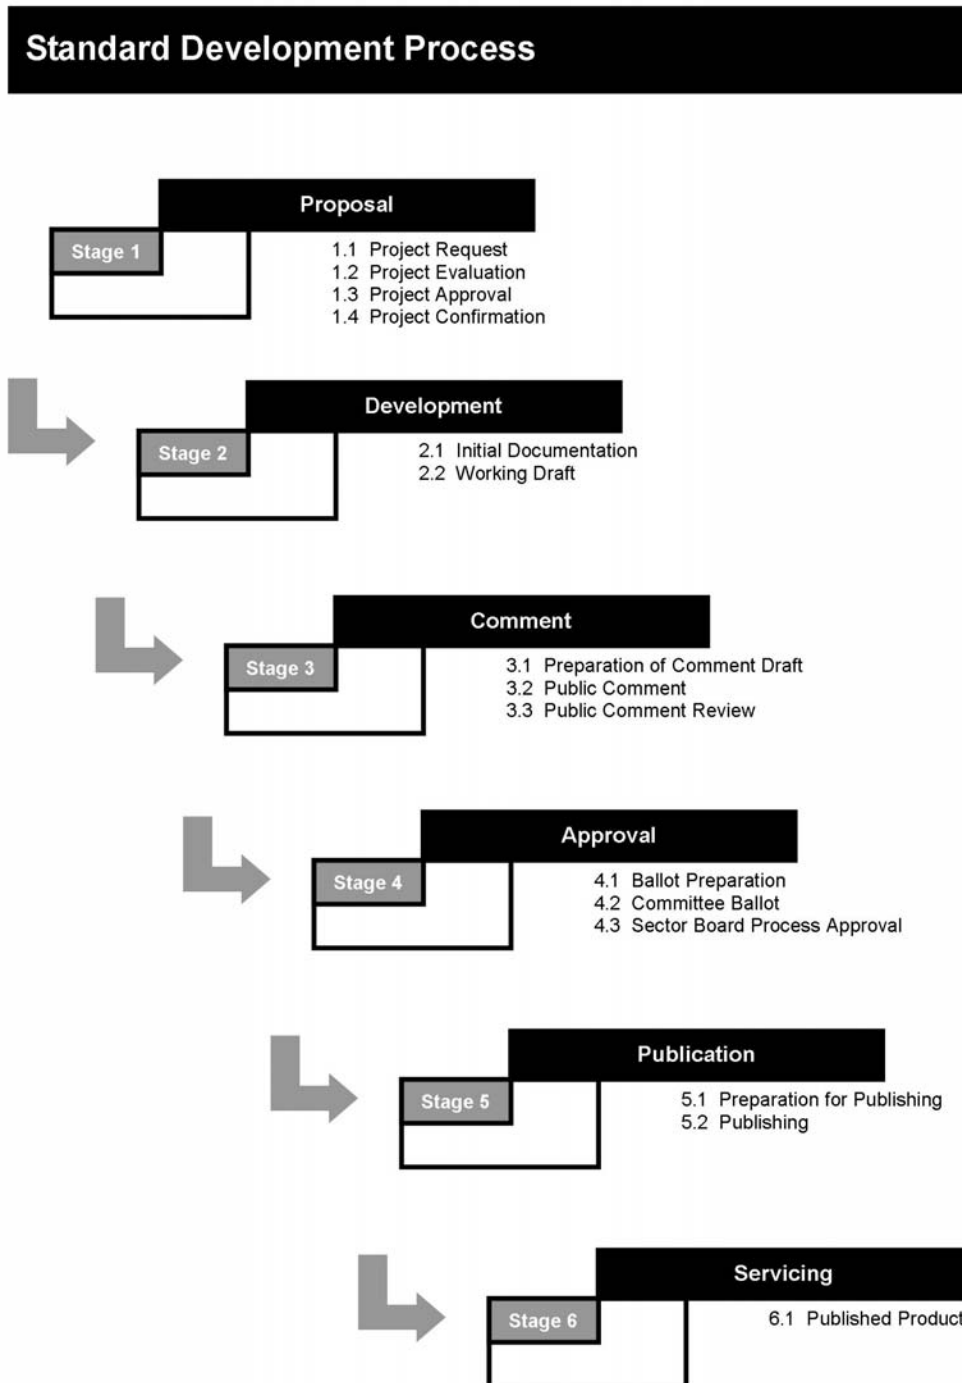 Standard Development Process
Proposal
Stage 1
1.1 Project Request
1.2 Project Evaluation
1.3 Project Approval
1.4 Project Confirmation
Development
Stage 2
2.1 Initial Documentation
2.2 Working Draft
Comment
Stage 3
3.1 Preparation of Comment Draft
3.2 Public Comment
3.3 Public Comment Review
Approval
Stage 4
4.1 Ballot Preparation
4.2 Committee Ballot
4.3 Sector Board Process Approval
Publication
Stage 5
5.1 Preparation for Publishing
5.2 Publishing
Servicing
Stage 6
6.1 Published Product